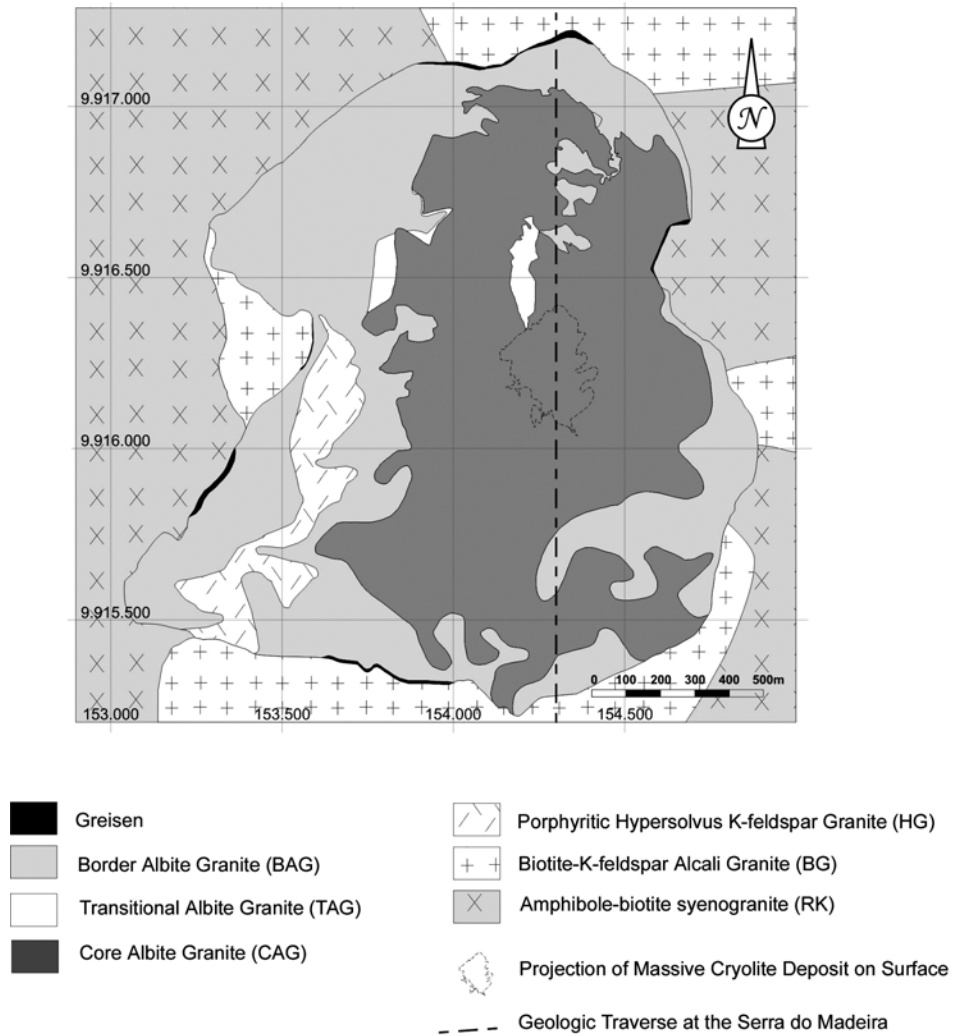 9.917.000
N
9.916.500
9.916.000
9.915.500
0 100 200 300 400 500m
153.000 153.500 154.000 154.500
Greisen
Border Albite Granite (BAG)
Transitional Albite Granite (TAG)
Core Albite Granite (CAG)
Porphyritic Hypersolvus K-feldspar Granite (HG)
Biotite-K-feldspar Alcali Granite (BG)
Amphibole-biotite syenogranite (RK)
Projection of Massive Cryolite Deposit on Surface
Geologic Traverse at the Serra do Madeira